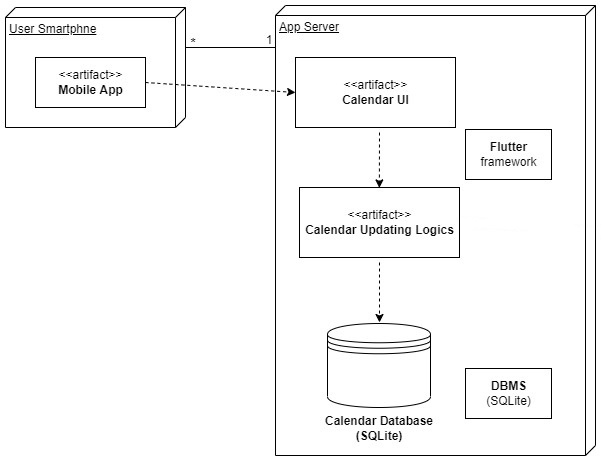 User Smartphne
App Server
*
1
<<artifact>>
Mobile App
<<artifact>>
Calendar UI
Flutter
framework
<<artifact>>
Calendar Updating Logics
DBMS
(SQLite)
Calendar Database
(SQLite)